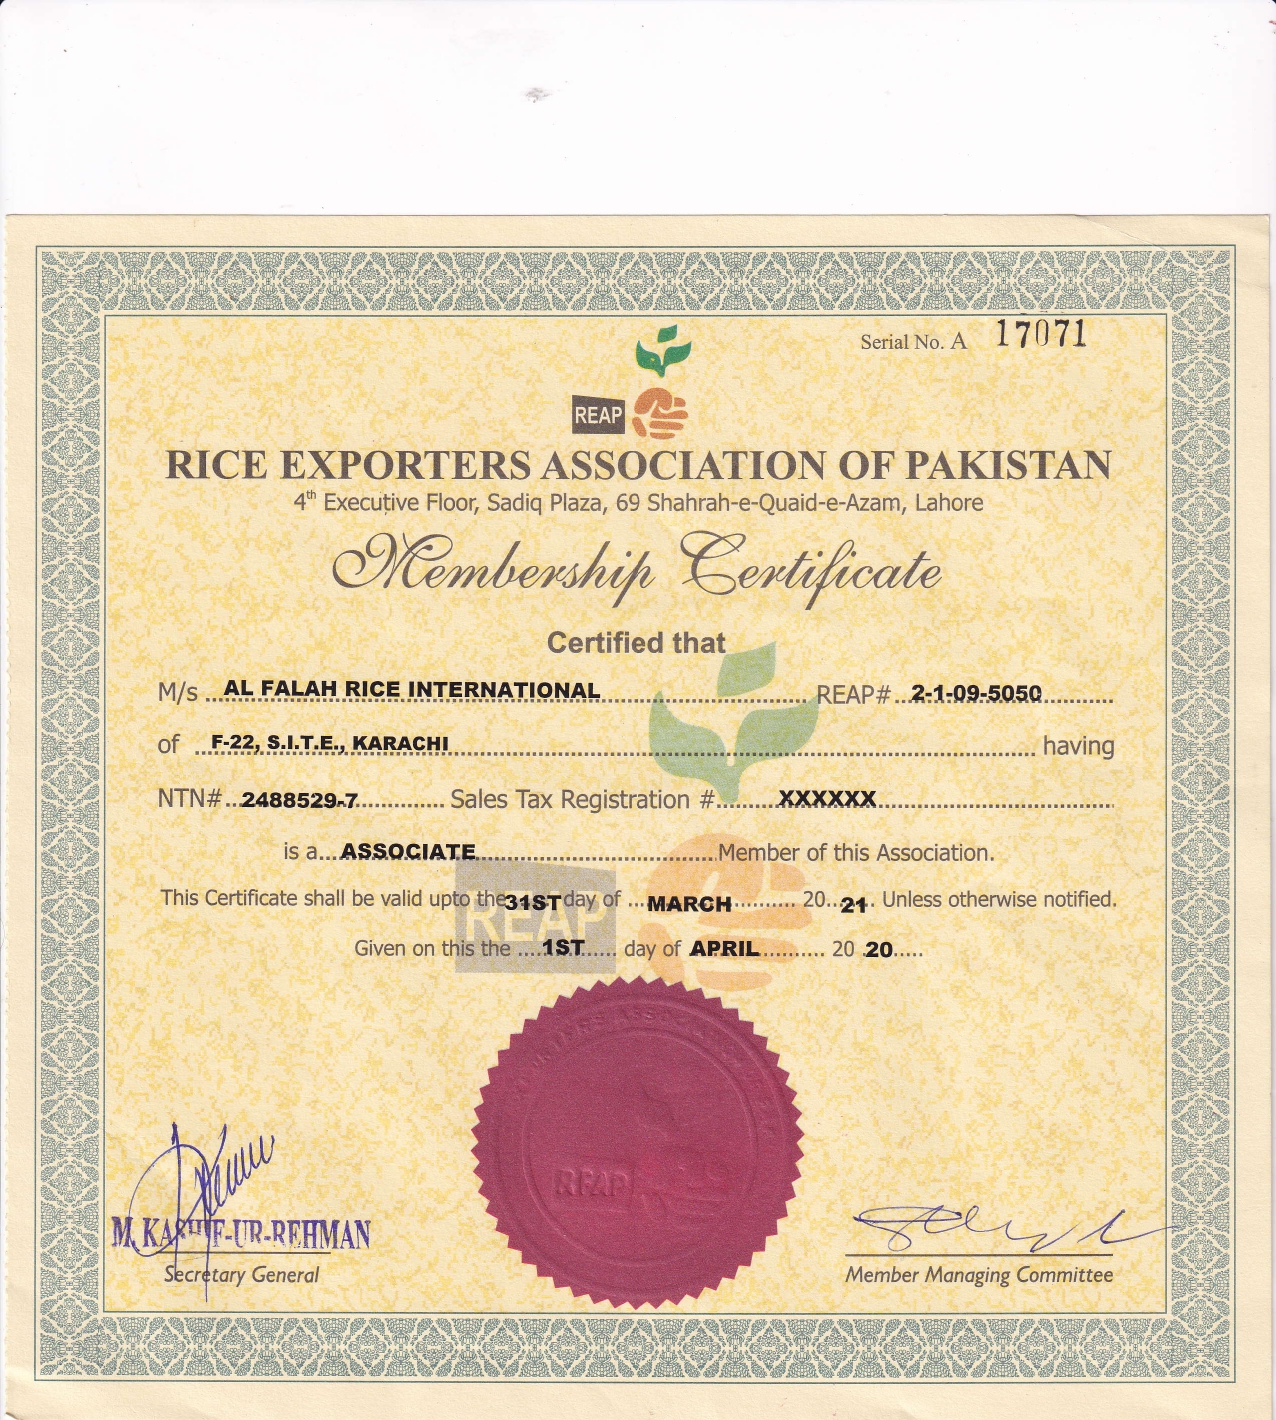 Serial No. A 17071
REAP
RICE EXPORTERS ASSOCIATION OF PAKISTAN
4th Executive Floor, Sadiq Plaza, 69 Shahrah-e-Quaid-e-Azam, Lahore
Membership Certificate
Certified that
M/s AL FALAH RICE INTERNATIONAL REAP# 2-1-09-5050
of F-22, S.I.T.E., KARACHI having
NTN# 2488529-7 Sales Tax Registration # XXXXXX
is a ASSOCIATE Member of this Association.
This Certificate shall be valid upto the 31ST day of MARCH 20 21 Unless otherwise notified.
REAP
Given on this the 1ST day of APRIL 20 20
REAP
M. KASHIF-UR-REHMAN
Secretary General
Member Managing Committee